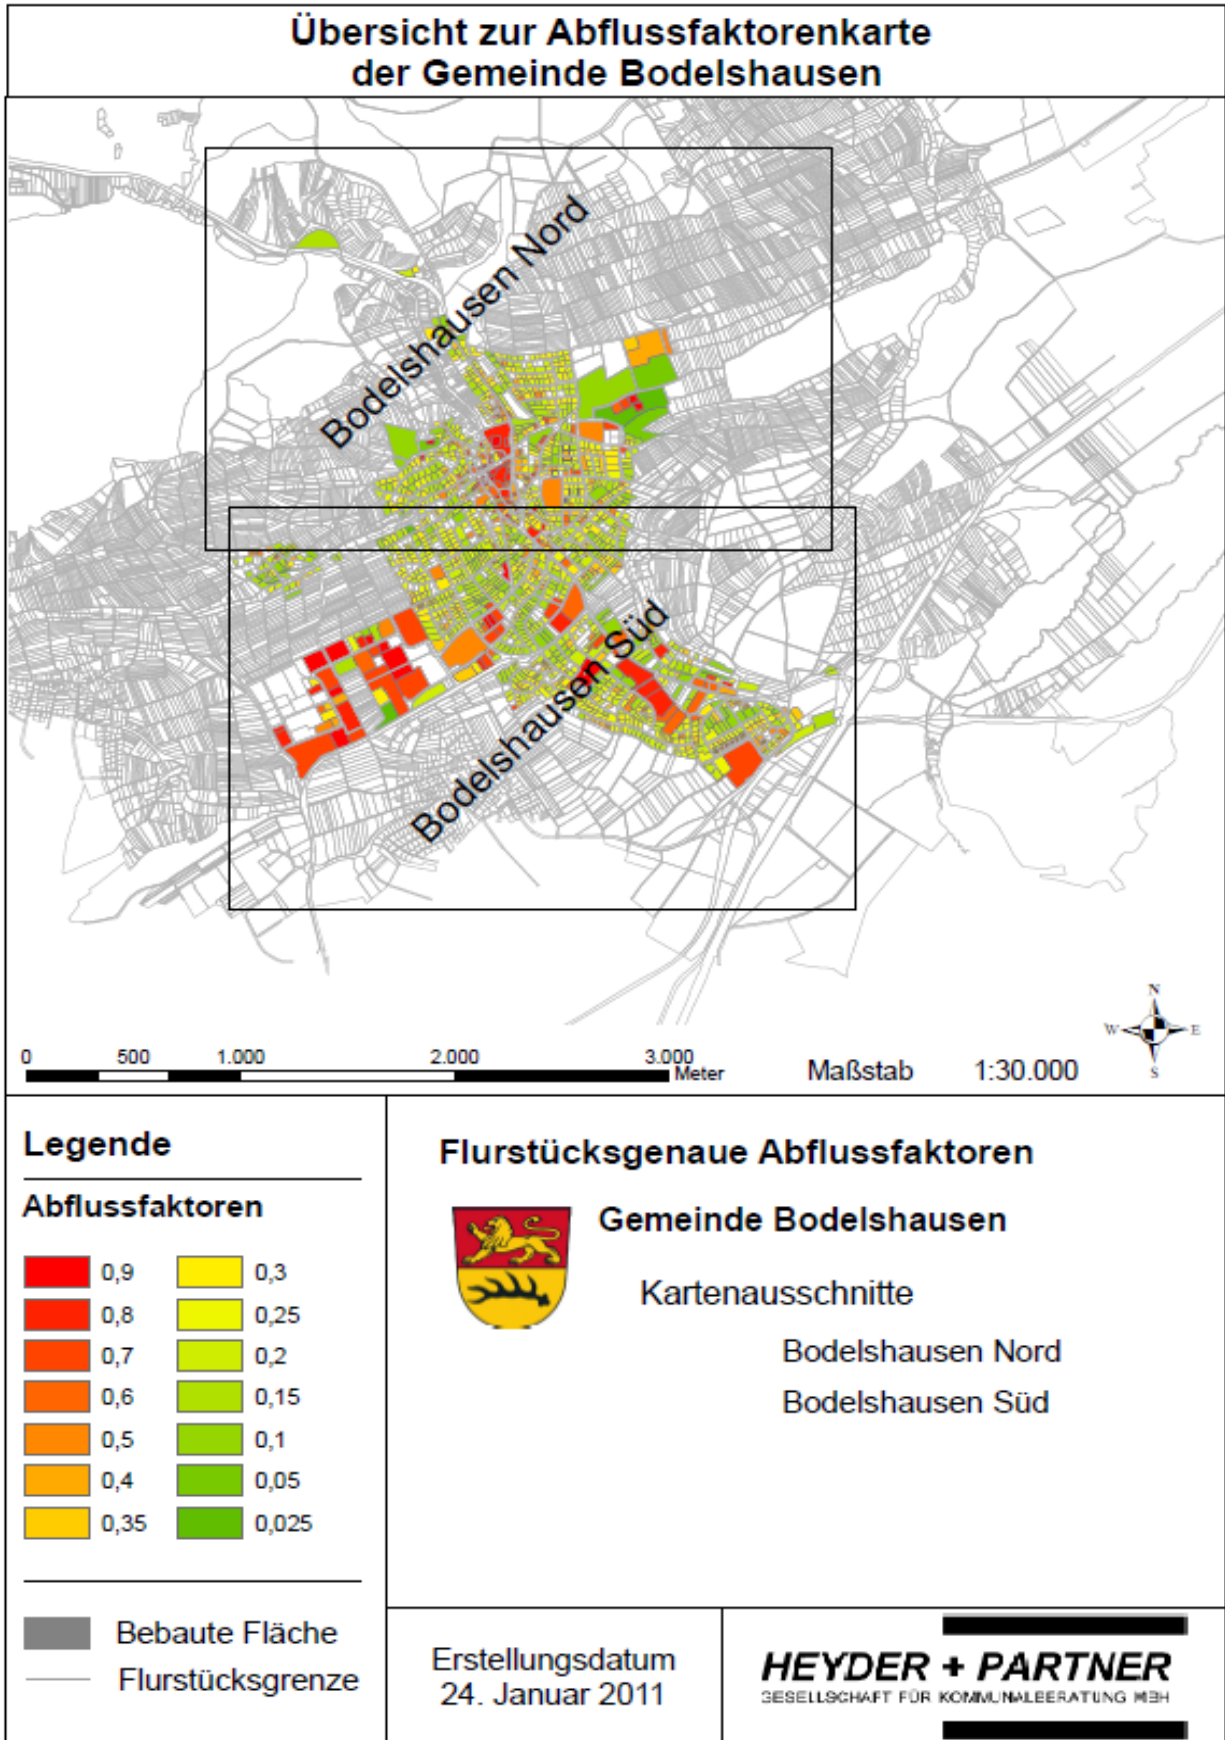 Übersicht zur Abflussfaktorenkarte
der Gemeinde Bodelshausen
Bodelshausen Nord
Bodelshausen Süd
N
W E
S
0 500 1.000 2.000 3.000
Meter
Maßstab 1:30.000
Legende
Abflussfaktoren
0,9 0,3
0,8 0,25
0,7 0,2
0,6 0,15
0,5 0,1
0,4 0,05
0,35 0,025
Bebaute Fläche
Flurstücksgrenze
Flurstücksgenaue Abflussfaktoren
Gemeinde Bodelshausen
Kartenausschnitte
Bodelshausen Nord
Bodelshausen Süd
Erstellungsdatum
24. Januar 2011
HEYDER + PARTNER
GESELLSCHAFT FÜR KOMMUNALBERATUNG MBH